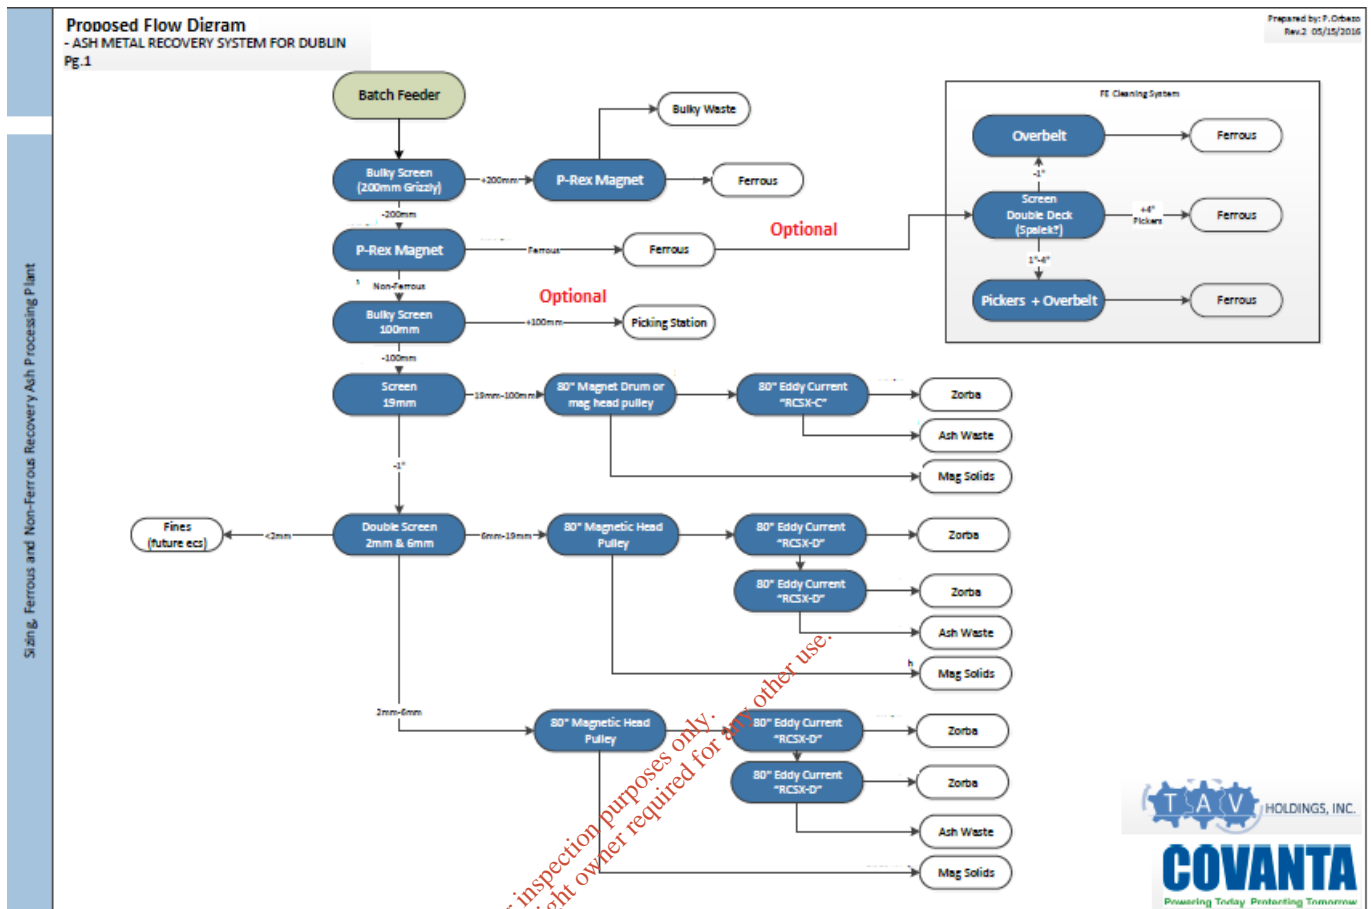 Proposed Flow Digram
- ASH METAL RECOVERY SYSTEM FOR DUBLIN
Pg.1
Prepared by: P.Orbezo
Rev.2 05/15/2016
Sizing, Ferrous and Non-Ferrous Recovery Ash Processing Plant
Batch Feeder
Bulky Waste
Bulky Screen
(200mm Grizzly)
+200mm
P-Rex Magnet
Ferrous
-200mm
P-Rex Magnet
Ferrous
Ferrous
Optional
Non-Ferrous
Optional
Bulky Screen
100mm
+100mm
Picking Station
-100mm
FE Cleaning System
Overbelt
Ferrous
-1"
Screen
Double Deck
(Spalek?)
+4"
Pickers
Ferrous
1"-4"
Pickers + Overbelt
Ferrous
Screen
19mm
19mm-100mm
80" Magnet Drum or
mag head pulley
80" Eddy Current
"RCSX-C"
Zorba
Ash Waste
Mag Solids
-1"
Fines
(future ecs)
<2mm
Double Screen
2mm & 6mm
6mm-19mm
80" Magnetic Head
Pulley
80" Eddy Current
"RCSX-D"
Zorba
80" Eddy Current
"RCSX-D"
Zorba
Ash Waste
h
Mag Solids
2mm-6mm
80" Magnetic Head
Pulley
80" Eddy Current
"RCSX-D"
Zorba
80" Eddy Current
"RCSX-D"
Zorba
Ash Waste
Mag Solids
inspection purposes only.
owner required for any other use.
TAV HOLDINGS, INC.
COVANTA
Powering Today Protecting Tomorrow